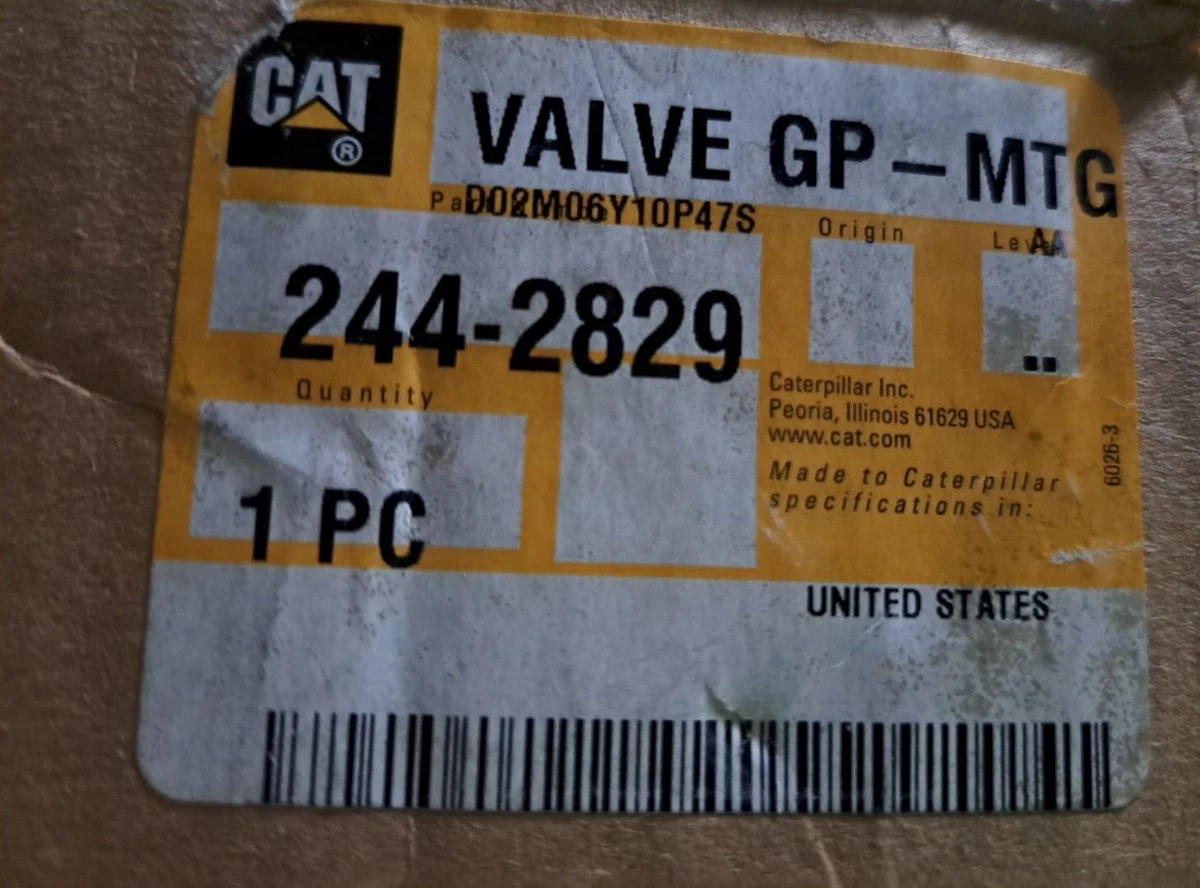 CAT
®
VALVE GP – MTG
D02M06Y10P47S
Origin
AA
244-2829
..
Quantity
1 PC
Caterpillar Inc.
Peoria, Illinois 61629 USA
www.cat.com
Made to Caterpillar
specifications in:
6026-3
UNITED STATES